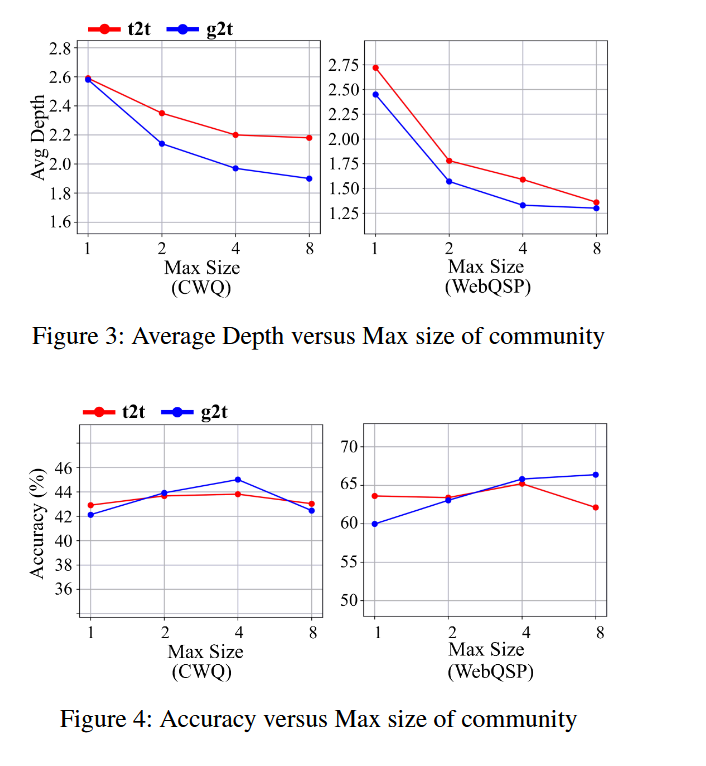 t2t g2t
Avg Depth
2.8
2.6
2.4
2.2
2.0
1.8
1.6
1 2 4 8
Max Size
(CWQ)
2.75
2.50
2.25
2.00
1.75
1.50
1.25
1 2 4 8
Max Size
(WebQSP)
Figure 3: Average Depth versus Max size of community
t2t g2t
Accuracy (%)
46
44
42
40
38
36
1 2 4 8
Max Size
(CWQ)
70
65
60
55
50
1 2 4 8
Max Size
(WebQSP)
Figure 4: Accuracy versus Max size of community